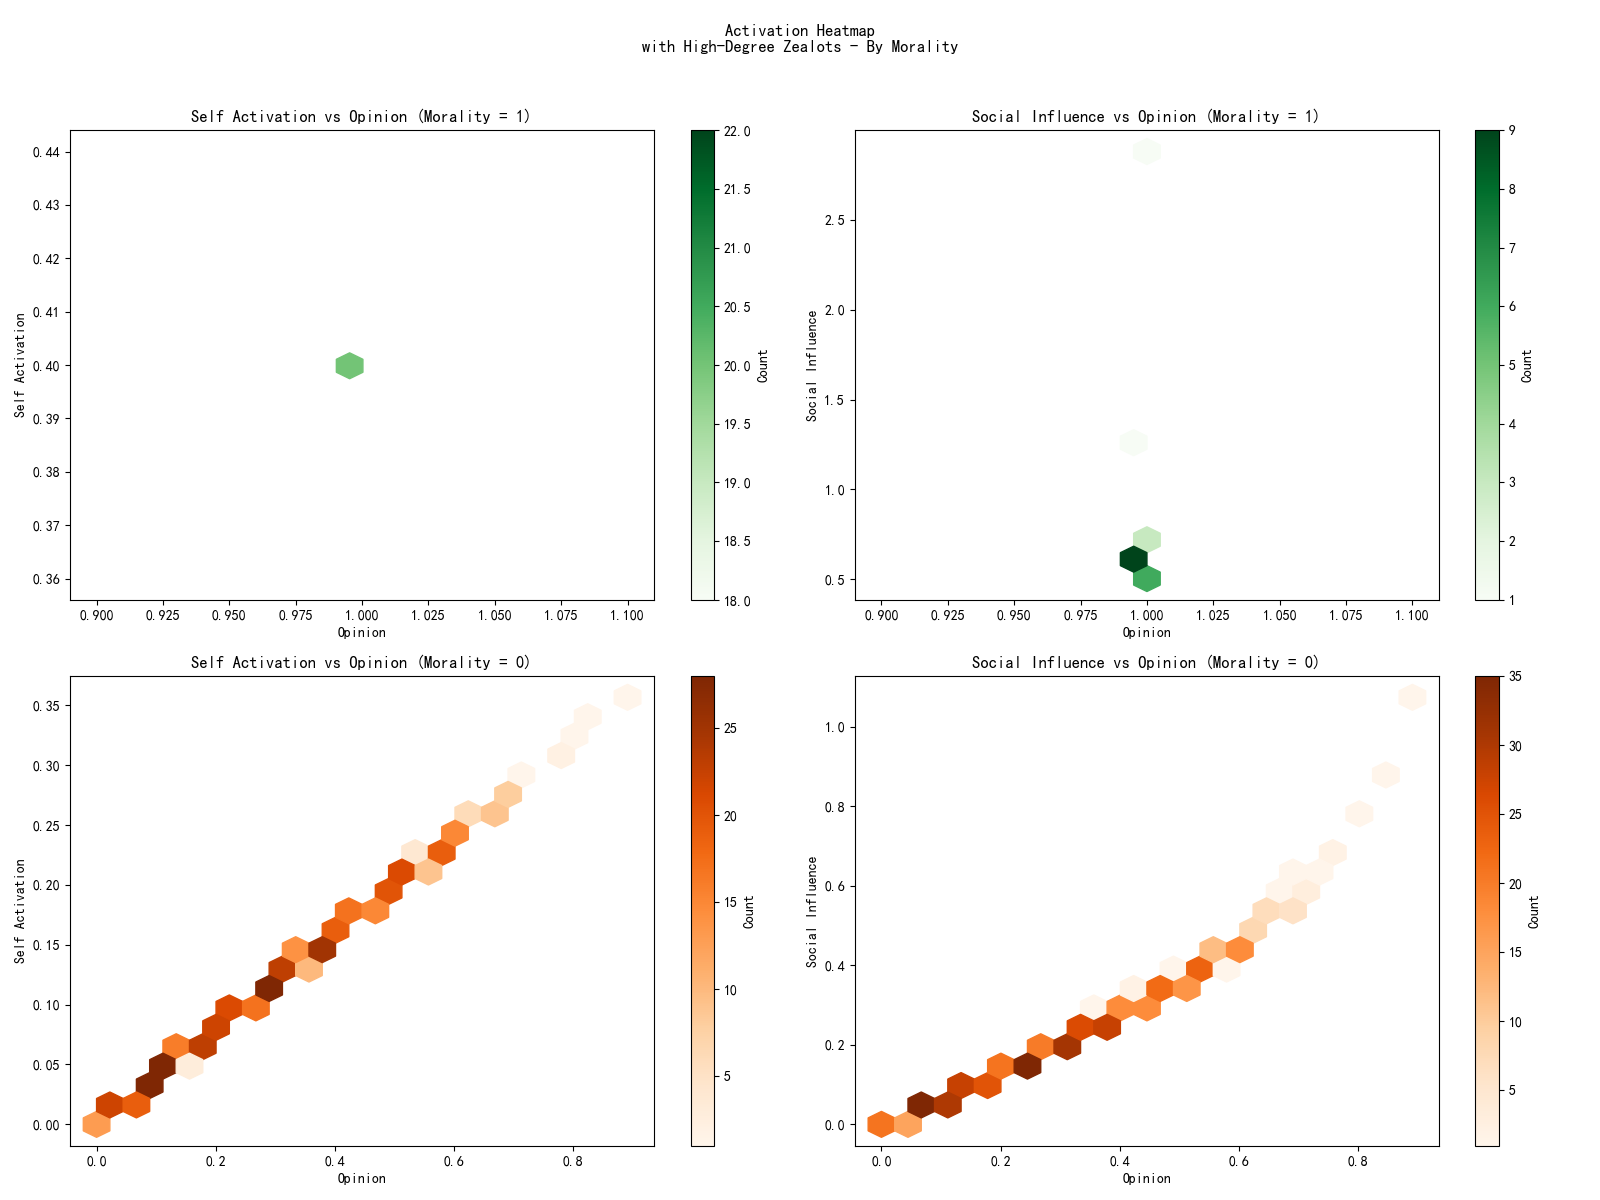 Activation Heatmap
with High-Degree Zealots - By Morality
Self Activation vs Opinion (Morality = 1)
0.44
0.43
0.42
0.41
0.40
0.39
0.38
0.37
0.36
Self Activation
0.900 0.925 0.950 0.975 1.000 1.025 1.050 1.075 1.100
Opinion
22.0
21.5
21.0
20.5
20.0
19.5
19.0
18.5
18.0
Count
Social Influence vs Opinion (Morality = 1)
2.5
2.0
1.5
1.0
0.5
Social Influence
0.900 0.925 0.950 0.975 1.000 1.025 1.050 1.075 1.100
Opinion
9
8
7
6
5
4
3
2
1
Count
Self Activation vs Opinion (Morality = 0)
0.35
0.30
0.25
0.20
0.15
0.10
0.05
0.00
Self Activation
0.0 0.2 0.4 0.6 0.8
Opinion
25
20
15
10
5
Count
Social Influence vs Opinion (Morality = 0)
1.0
0.8
0.6
0.4
0.2
0.0
Social Influence
0.0 0.2 0.4 0.6 0.8
Opinion
35
30
25
20
15
10
5
Count